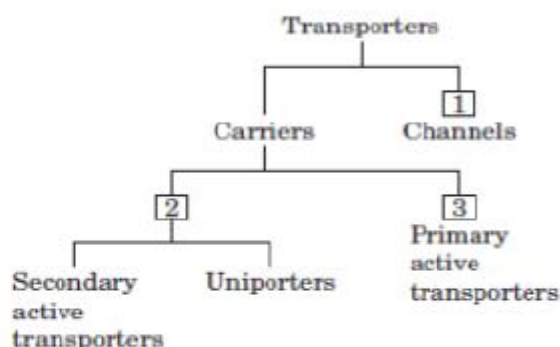 Transporters
1
Carriers
Channels
2
3
Primary
active
transporters
Secondary
active
transporters
Uniporters